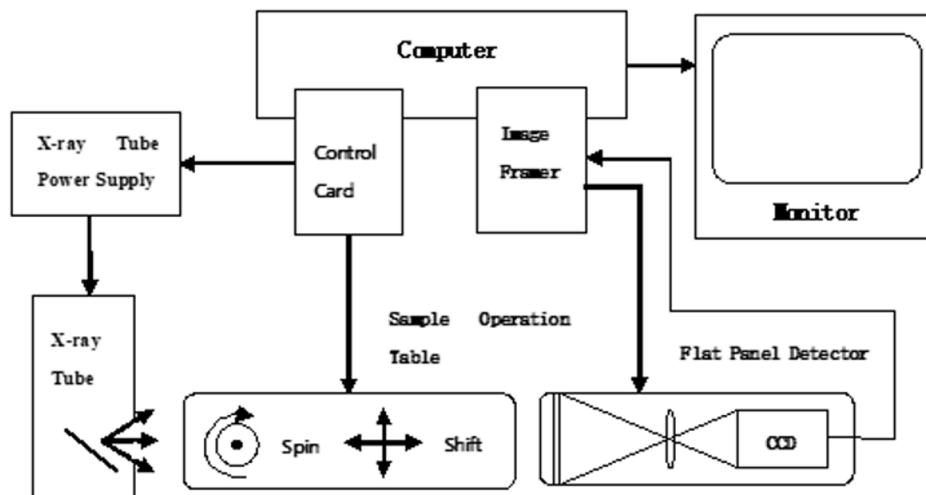 Computer
X-ray Tube
Power Supply
Control
Card
Image
Framer
Monitor
X-ray
Tube
Sample Operation
Table
Flat Panel Detector
Spin
Shift
CCD